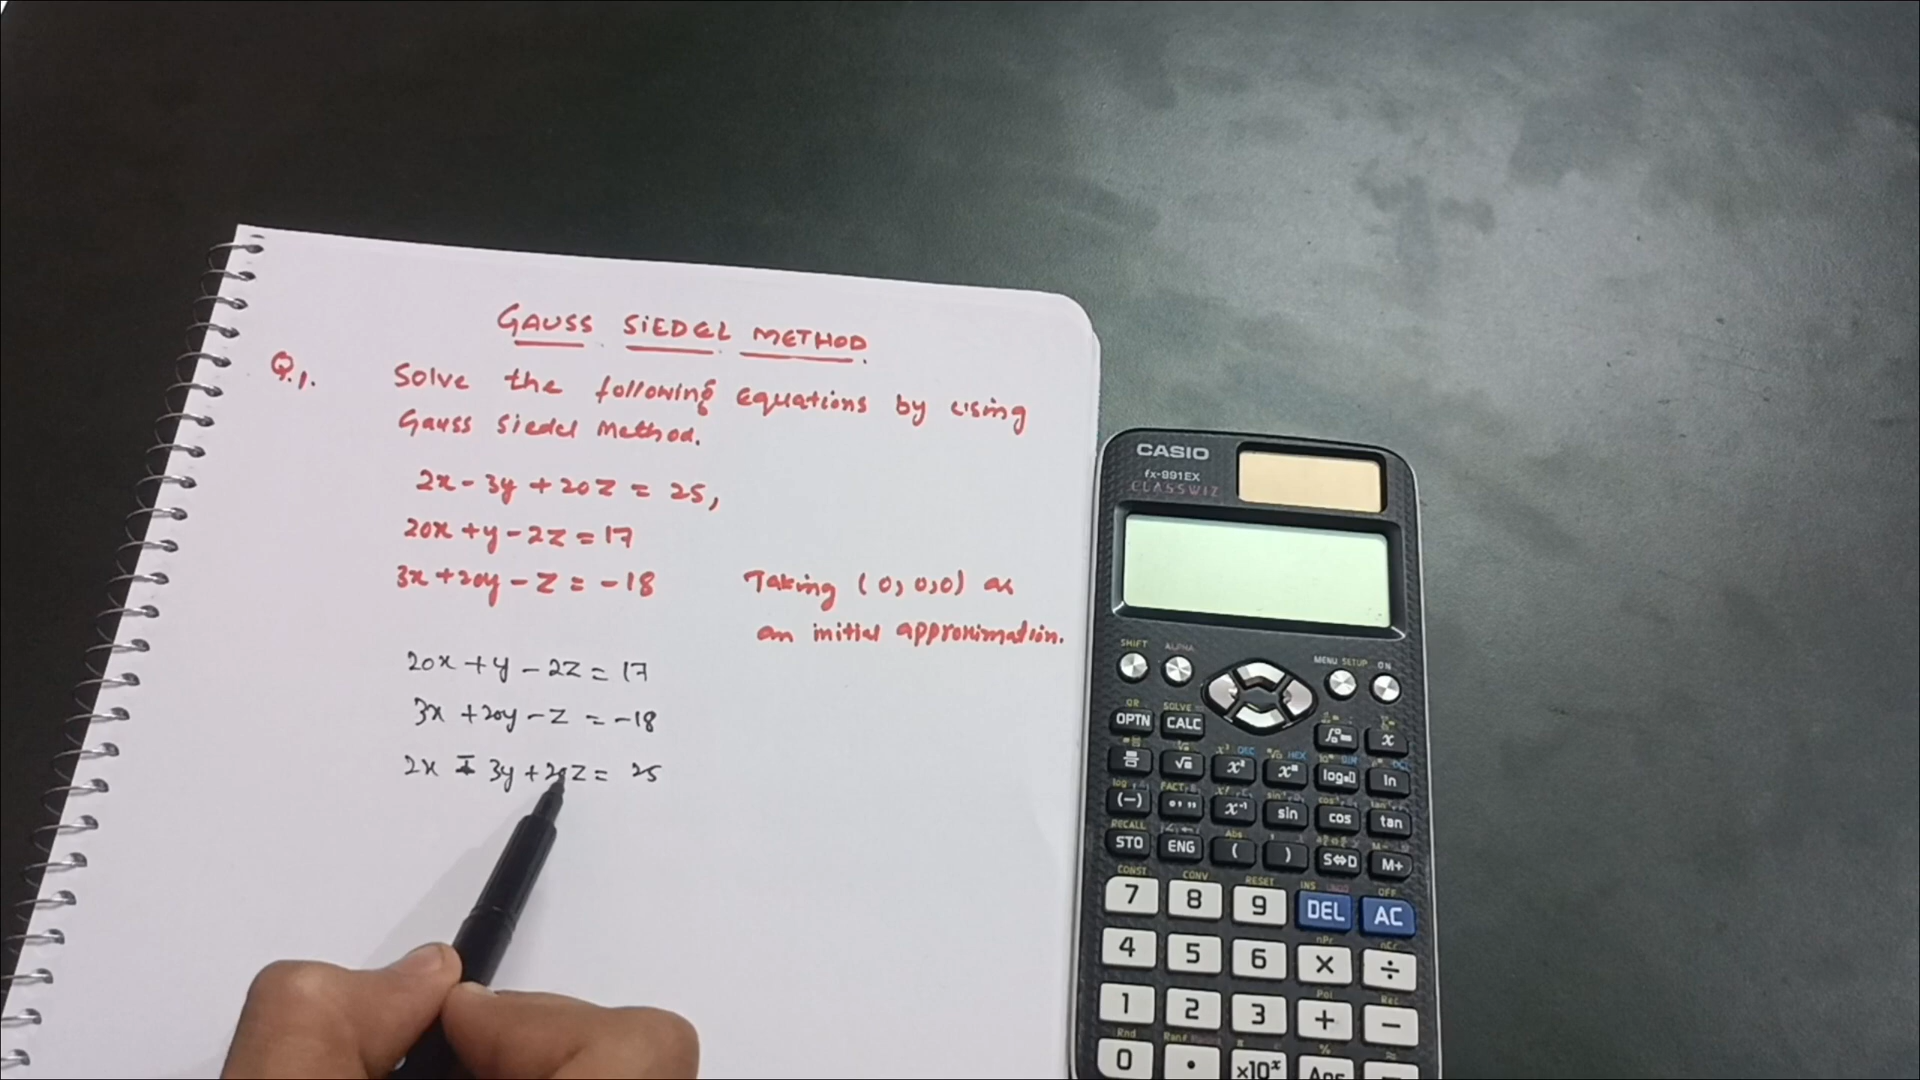 GAUSS SIEDEL METHOD.
Q.1. Solve the following equations by using
Gauss Siedel Method.
2x - 3y + 20z = 25,
20x + y - 2z = 17
3x + 20y - z = -18
Taking (0, 0, 0) as
an initial approximation.
20x + y - 2z = 17
3x + 20y - z = -18
2x - 3y + 20z = 25
CASIO
fx-991EX
CLASSWIZ
SHIFT ALPHA MENU SETUP ON
OPTN CALC x
log ln
(-) sin cos tan
RECALL
STO ENG ( ) S⇔D M+
CONST CONV RESET INS UNDO OFF
7 8 9 DEL AC
4 5 6 × ÷
1 2 3 + −
0 . ×10ˣ Ans